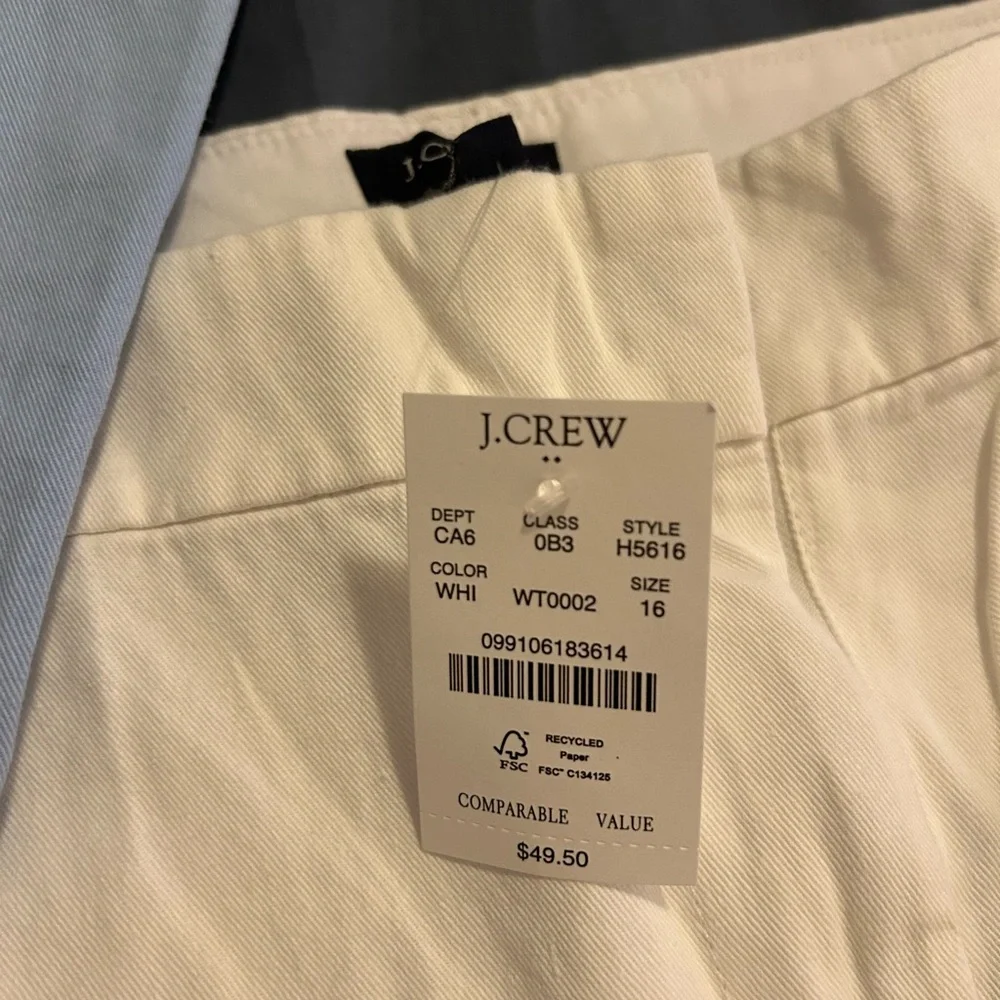 J.C
J.CREW
DEPT CLASS STYLE
CA6 0B3 H5616
COLOR SIZE
WHI WT0002 16
099106183614
RECYCLED
Paper
FSC™ FSC™ C134125
COMPARABLE VALUE
$49.50